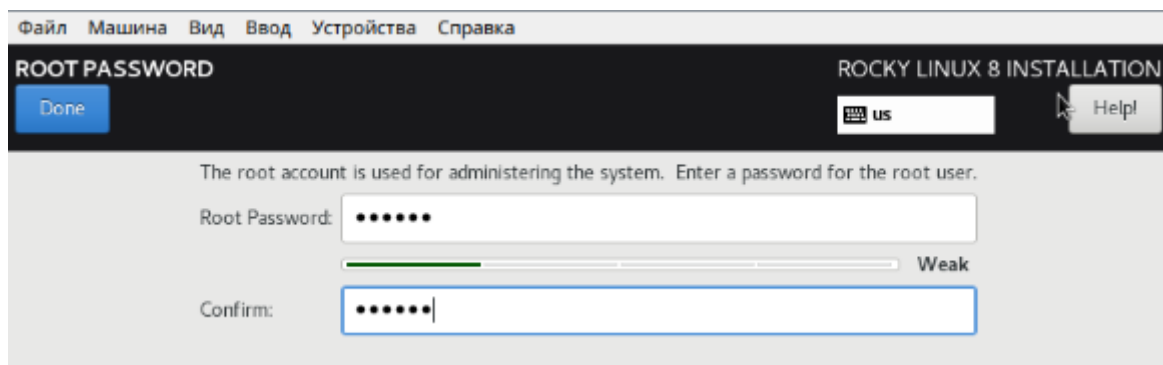 Файл Машина Вид Ввод Устройства Справка
ROOT PASSWORD
ROCKY LINUX 8 INSTALLATION
Done
us
Help!
The root account is used for administering the system. Enter a password for the root user.
Root Password: ••••••
Weak
Confirm: ••••••